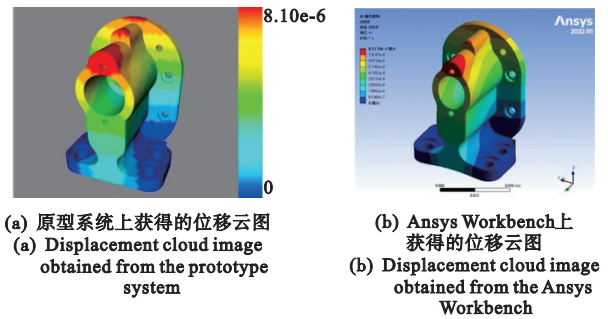 8.10e-6
0
Ansys
2022 R1
(a) 原型系统上获得的位移云图
(a) Displacement cloud image
obtained from the prototype
system
(b) Ansys Workbench上
获得的位移云图
(b) Displacement cloud image
obtained from the Ansys
Workbench